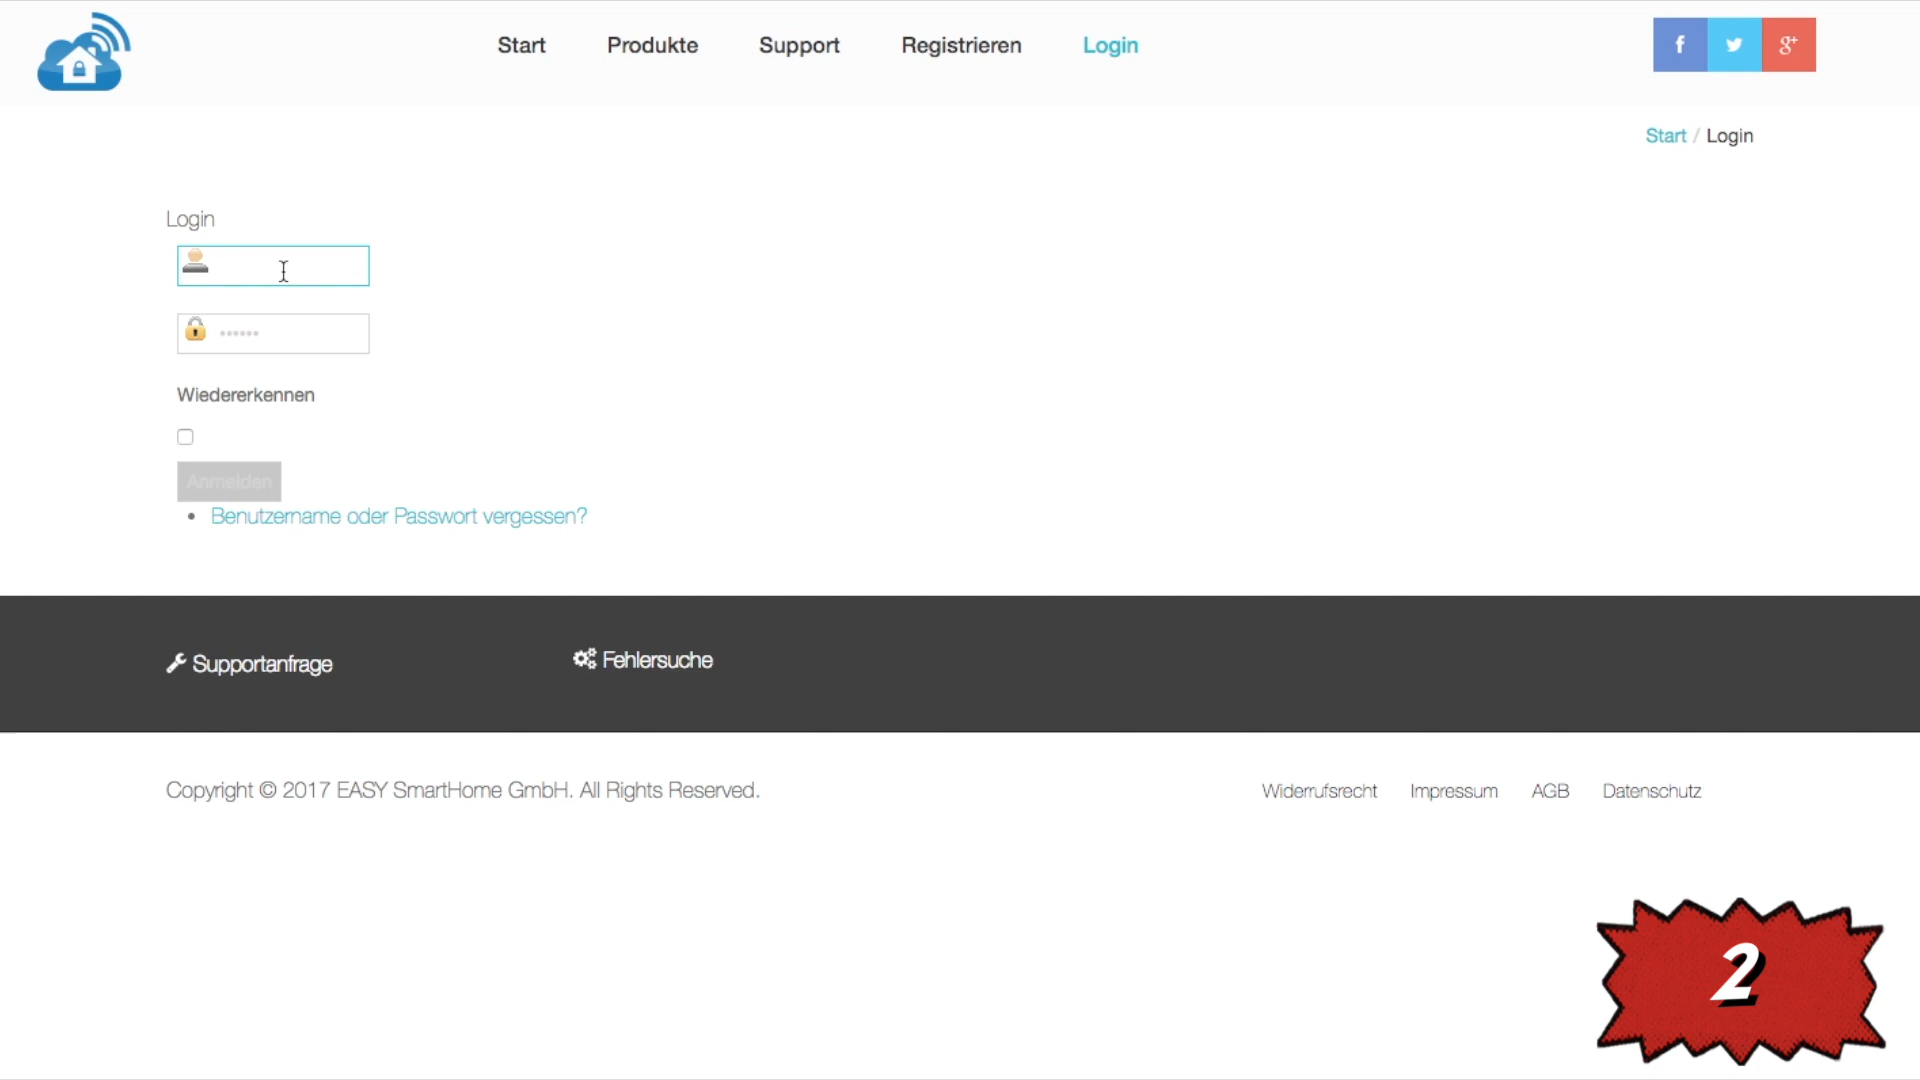 Start Produkte Support Registrieren Login
f
g+
Start / Login
Login
••••••
Wiedererkennen
Anmelden
• Benutzername oder Passwort vergessen?
Supportanfrage
Fehlersuche
Copyright © 2017 EASY SmartHome GmbH. All Rights Reserved.
Widerrufsrecht Impressum AGB Datenschutz
2